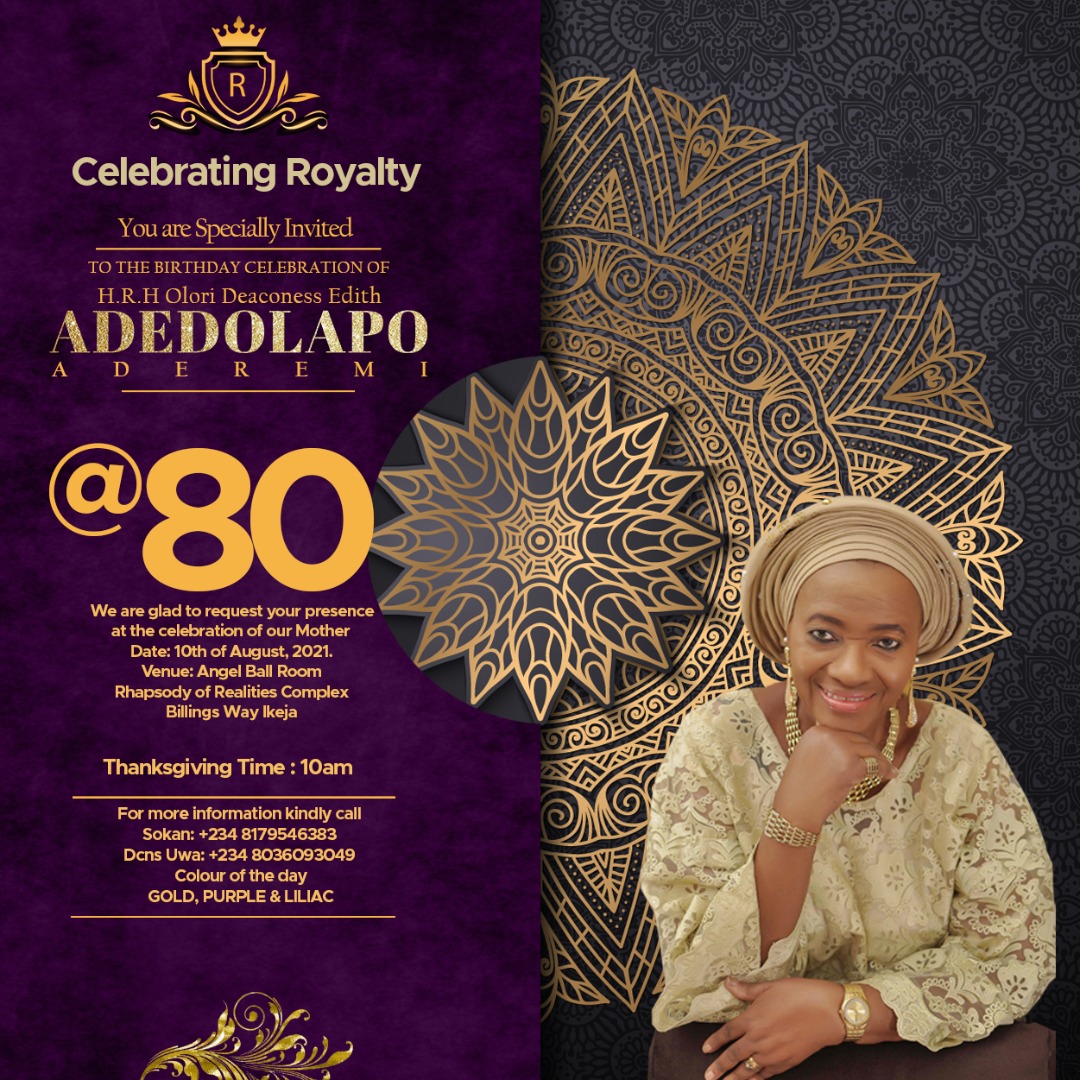 R
Celebrating Royalty
You are Specially Invited
TO THE BIRTHDAY CELEBRATION OF
H.R.H Olori Deaconess Edith
ADEDOLAPO
ADEREMI
@80
We are glad to request your presence
at the celebration of our Mother
Date: 10th of August, 2021.
Venue: Angel Ball Room
Rhapsody of Realities Complex
Billings Way Ikeja
Thanksgiving Time : 10am
For more information kindly call
Sokan: +234 8179546383
Dcns Uwa: +234 8036093049
Colour of the day
GOLD, PURPLE & LILIAC